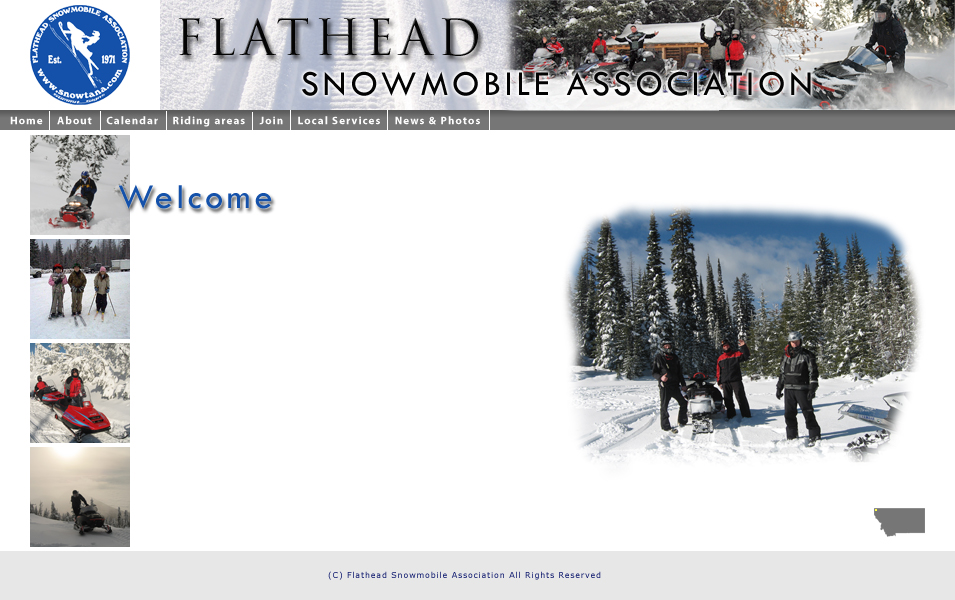 FLATHEAD SNOWMOBILE ASSOCIATION
Est. 1971
www.snowtana.com
FLATHEAD
SNOWMOBILE ASSOCIATION
Home About Calendar Riding areas Join Local Services News & Photos
Welcome
(C) Flathead Snowmobile Association All Rights Reserved